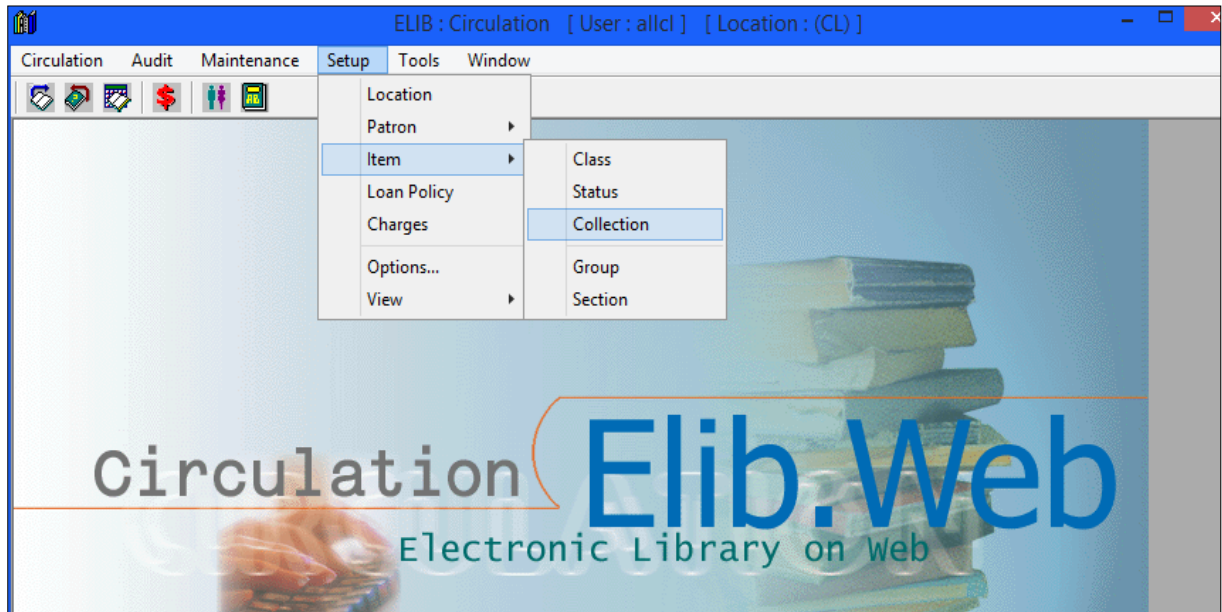 ELIB : Circulation [ User : allcl ] [ Location : (CL) ]
Circulation Audit Maintenance Setup Tools Window
Location
Patron
Item
Loan Policy
Charges
Options...
View
Class
Status
Collection
Group
Section
Circulation
Elib.Web
CIRCULATION
Electronic Library on Web